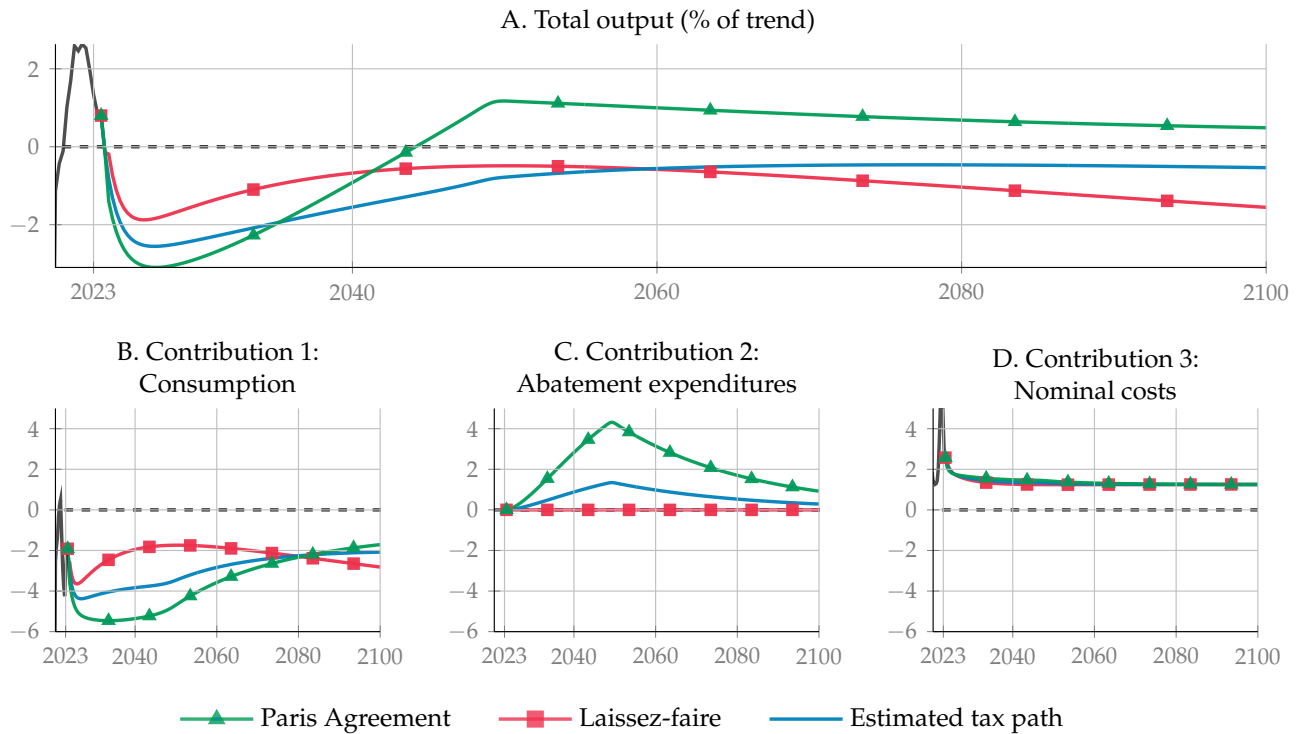 A. Total output (% of trend)
2
0
−2
2023 2040 2060 2080 2100
B. Contribution 1:
Consumption
4
2
0
−2
−4
−6
2023 2040 2060 2080 2100
C. Contribution 2:
Abatement expenditures
4
2
0
−2
−4
−6
2023 2040 2060 2080 2100
D. Contribution 3:
Nominal costs
4
2
0
−2
−4
−6
2023 2040 2060 2080 2100
Paris Agreement Laissez-faire Estimated tax path